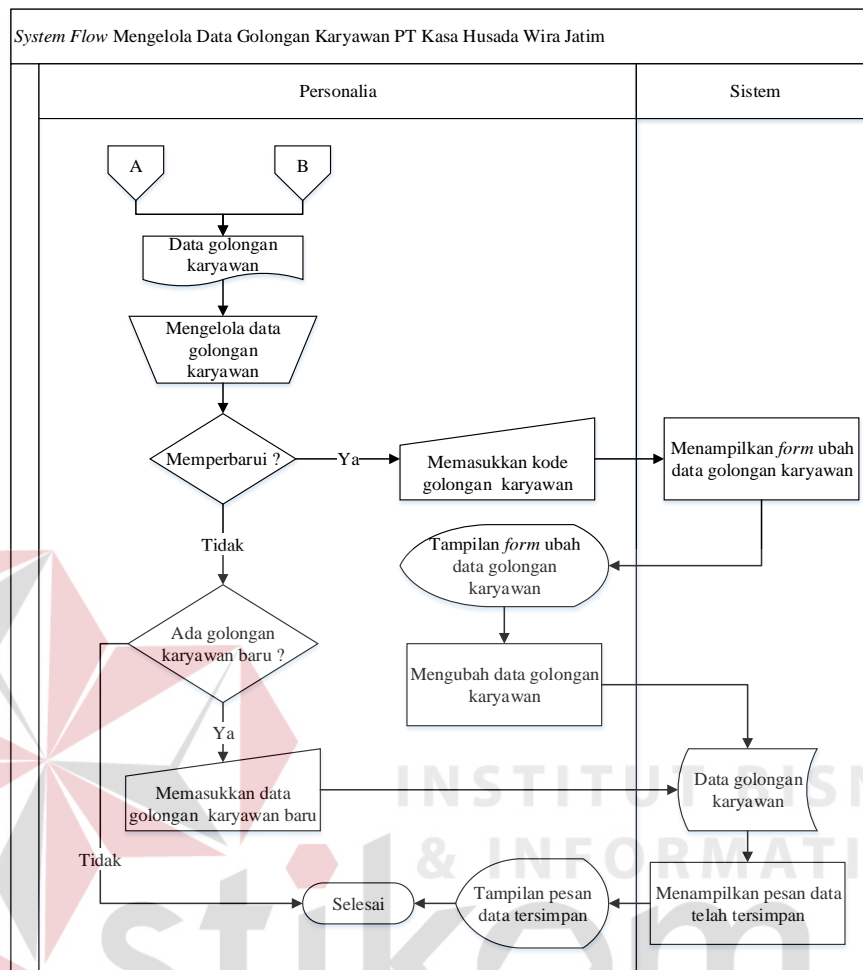 System Flow Mengelola Data Golongan Karyawan PT Kasa Husada Wira Jatim
Personalia
Sistem
A
B
Data golongan
karyawan
Mengelola data
golongan
karyawan
Memperbarui ?
Ya
Memasukkan kode
golongan karyawan
Menampilkan form ubah
data golongan karyawan
Tidak
Tampilan form ubah
data golongan
karyawan
Ada golongan
karyawan baru ?
Mengubah data golongan
karyawan
Ya
Memasukkan data
golongan karyawan baru
Data golongan
karyawan
Tidak
Selesai
Tampilan pesan
data tersimpan
Menampilkan pesan data
telah tersimpan
INSTITUT BISN
& INFORMATI
stikom